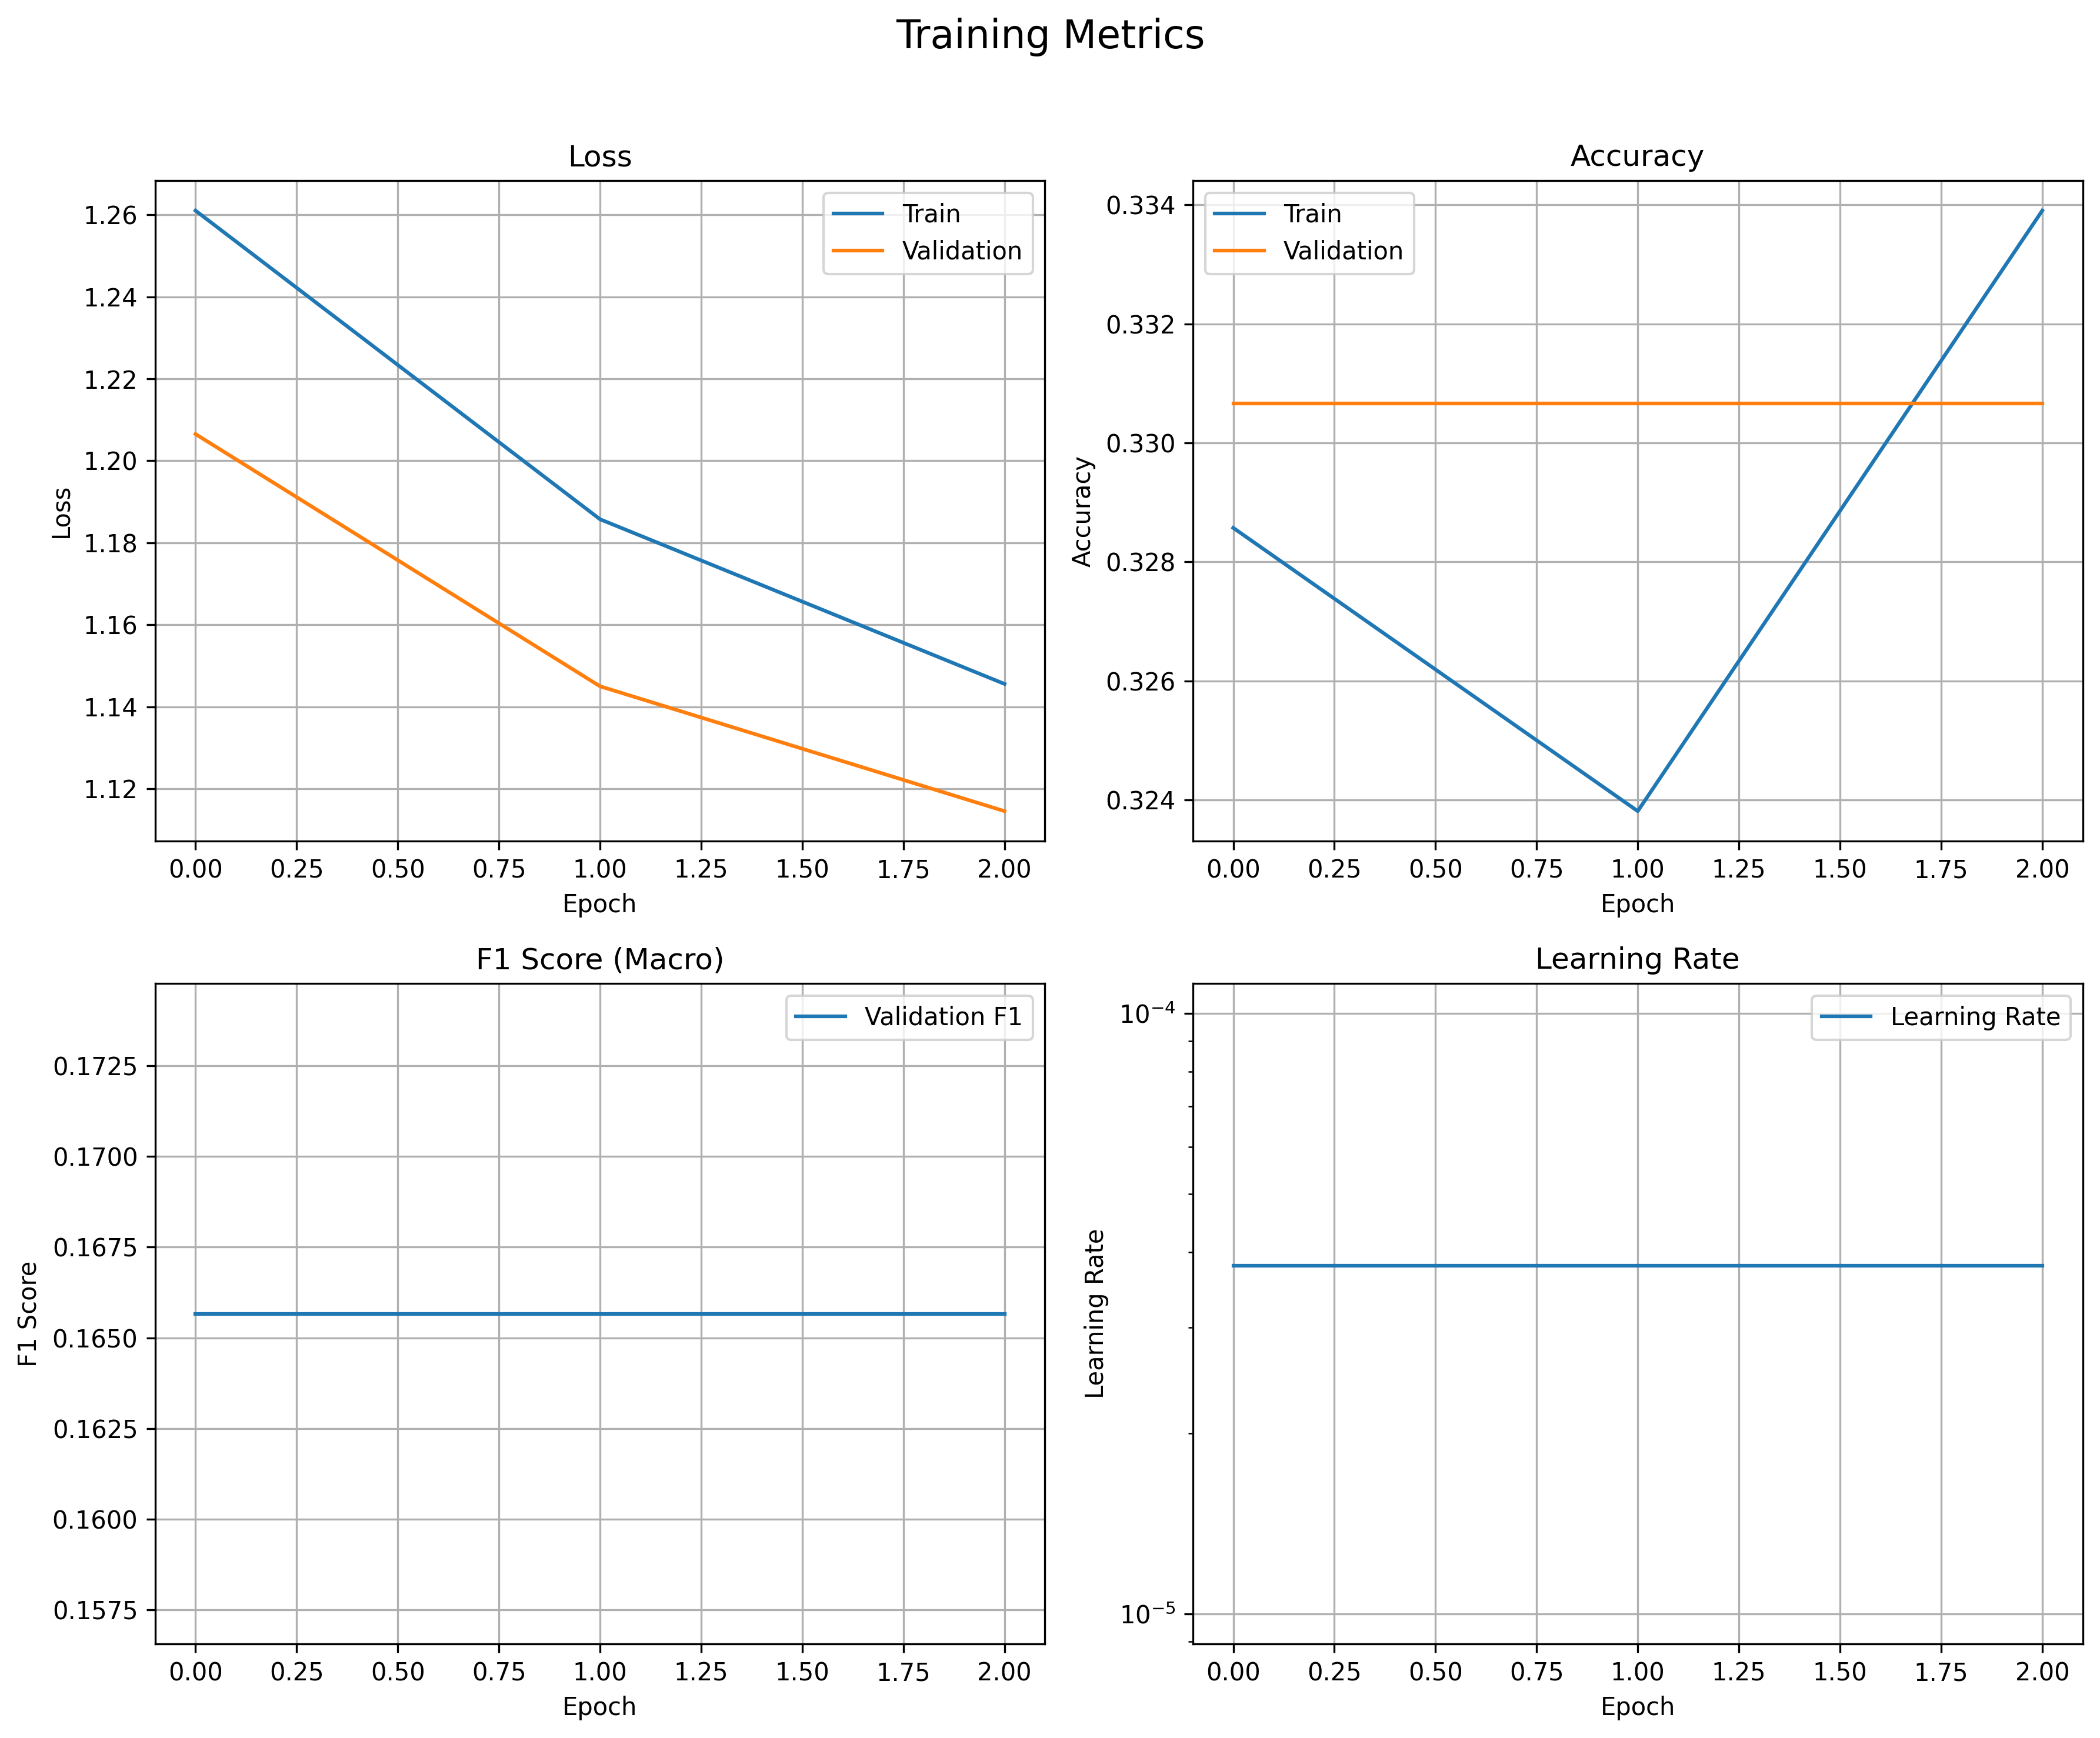 Training Metrics
Loss
1.26
1.24
1.22
1.20
1.18
1.16
1.14
1.12
Loss
Train
Validation
0.00 0.25 0.50 0.75 1.00 1.25 1.50 1.75 2.00
Epoch
Accuracy
0.334
0.332
0.330
0.328
0.326
0.324
Accuracy
Train
Validation
0.00 0.25 0.50 0.75 1.00 1.25 1.50 1.75 2.00
Epoch
F1 Score (Macro)
0.1725
0.1700
0.1675
0.1650
0.1625
0.1600
0.1575
F1 Score
Validation F1
0.00 0.25 0.50 0.75 1.00 1.25 1.50 1.75 2.00
Epoch
Learning Rate
10⁻⁴
10⁻⁵
Learning Rate
Learning Rate
0.00 0.25 0.50 0.75 1.00 1.25 1.50 1.75 2.00
Epoch